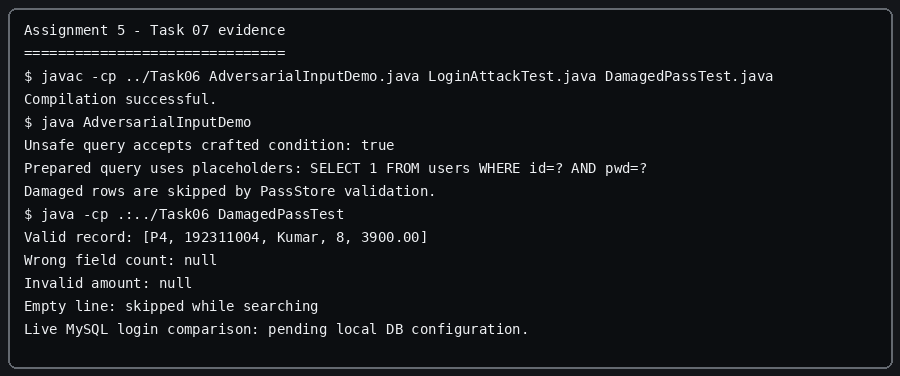 Assignment 5 - Task 07 evidence
===============================
$ javac -cp ../Task06 AdversarialInputDemo.java LoginAttackTest.java DamagedPassTest.java
Compilation successful.
$ java AdversarialInputDemo
Unsafe query accepts crafted condition: true
Prepared query uses placeholders: SELECT 1 FROM users WHERE id=? AND pwd=?
Damaged rows are skipped by PassStore validation.
$ java -cp .:../Task06 DamagedPassTest
Valid record: [P4, 192311004, Kumar, 8, 3900.00]
Wrong field count: null
Invalid amount: null
Empty line: skipped while searching
Live MySQL login comparison: pending local DB configuration.